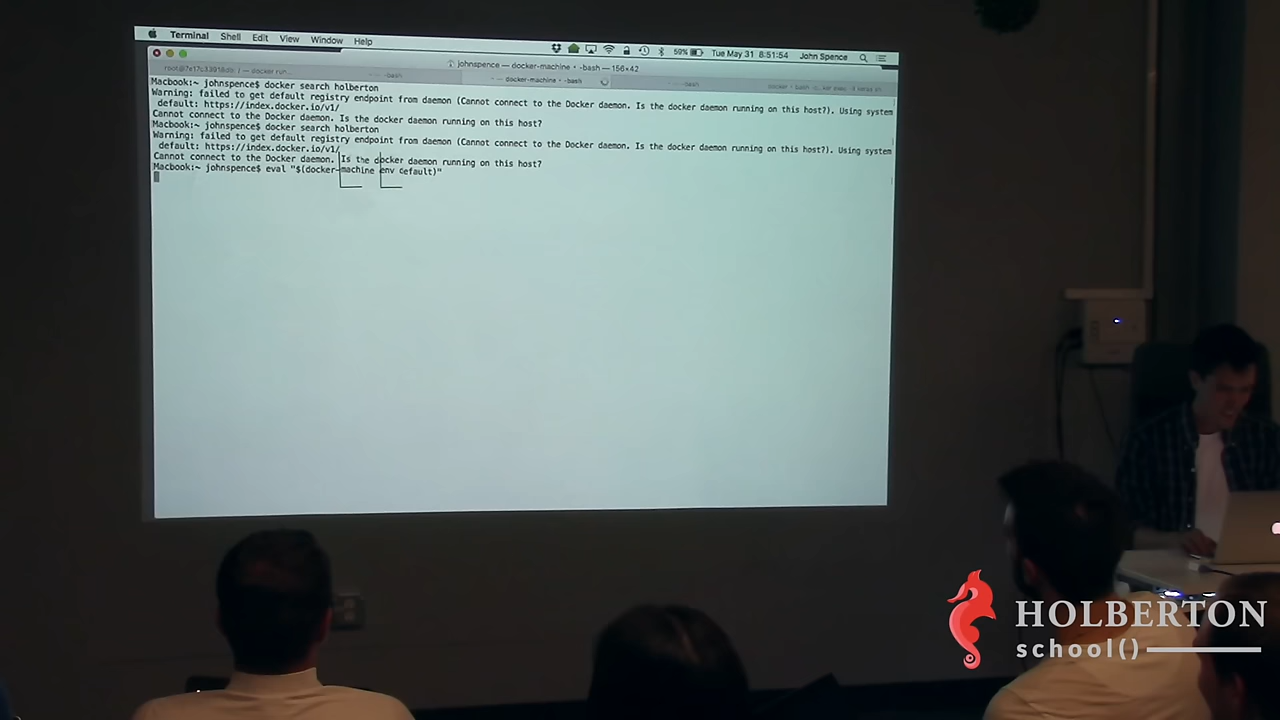 Terminal Shell Edit View Window Help 59% Tue May 31 8:51:54 John Spence
johnspence — docker-machine • -bash — 156×42
-bash
docker-machine • -bash
-bash
Macbook:~ johnspence$ docker search holberton
Warning: failed to get default registry endpoint from daemon (Cannot connect to the Docker daemon. Is the docker daemon running on this host?). Using system
default: https://index.docker.io/v1/
Cannot connect to the Docker daemon. Is the docker daemon running on this host?
Macbook:~ johnspence$ docker search holberton
Warning: failed to get default registry endpoint from daemon (Cannot connect to the Docker daemon. Is the docker daemon running on this host?). Using system
default: https://index.docker.io/v1/
Cannot connect to the Docker daemon. Is the docker daemon running on this host?
Macbook:~ johnspence$ eval "$(docker-machine env default)"
HOLBERTON
school()